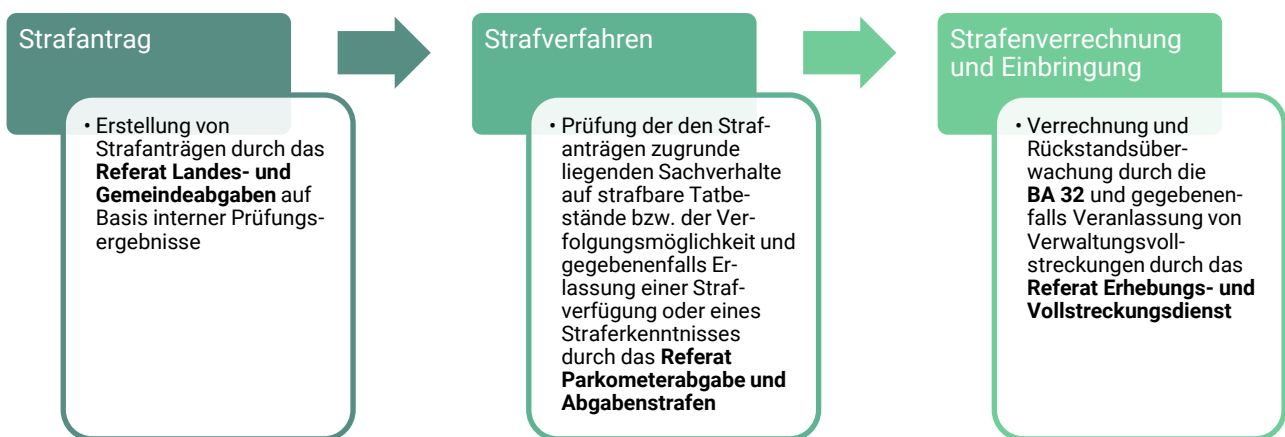 Strafantrag
• Erstellung von
Strafanträgen durch das
Referat Landes- und
Gemeindeabgaben auf
Basis interner Prüfungs-
ergebnisse
Strafverfahren
• Prüfung der den Straf-
anträgen zugrunde
liegenden Sachverhalte
auf strafbare Tatbe-
stände bzw. der Ver-
folgungsmöglichkeit und
gegebenenfalls Er-
lassung einer Straf-
verfügung oder eines
Straferkenntnisses
durch das Referat
Parkometerabgabe und
Abgabenstrafen
Strafenverrechnung
und Einbringung
• Verrechnung und
Rückstandsüber-
wachung durch die
BA 32 und gegebenen-
falls Veranlassung von
Verwaltungsvoll-
streckungen durch das
Referat Erhebungs- und
Vollstreckungsdienst